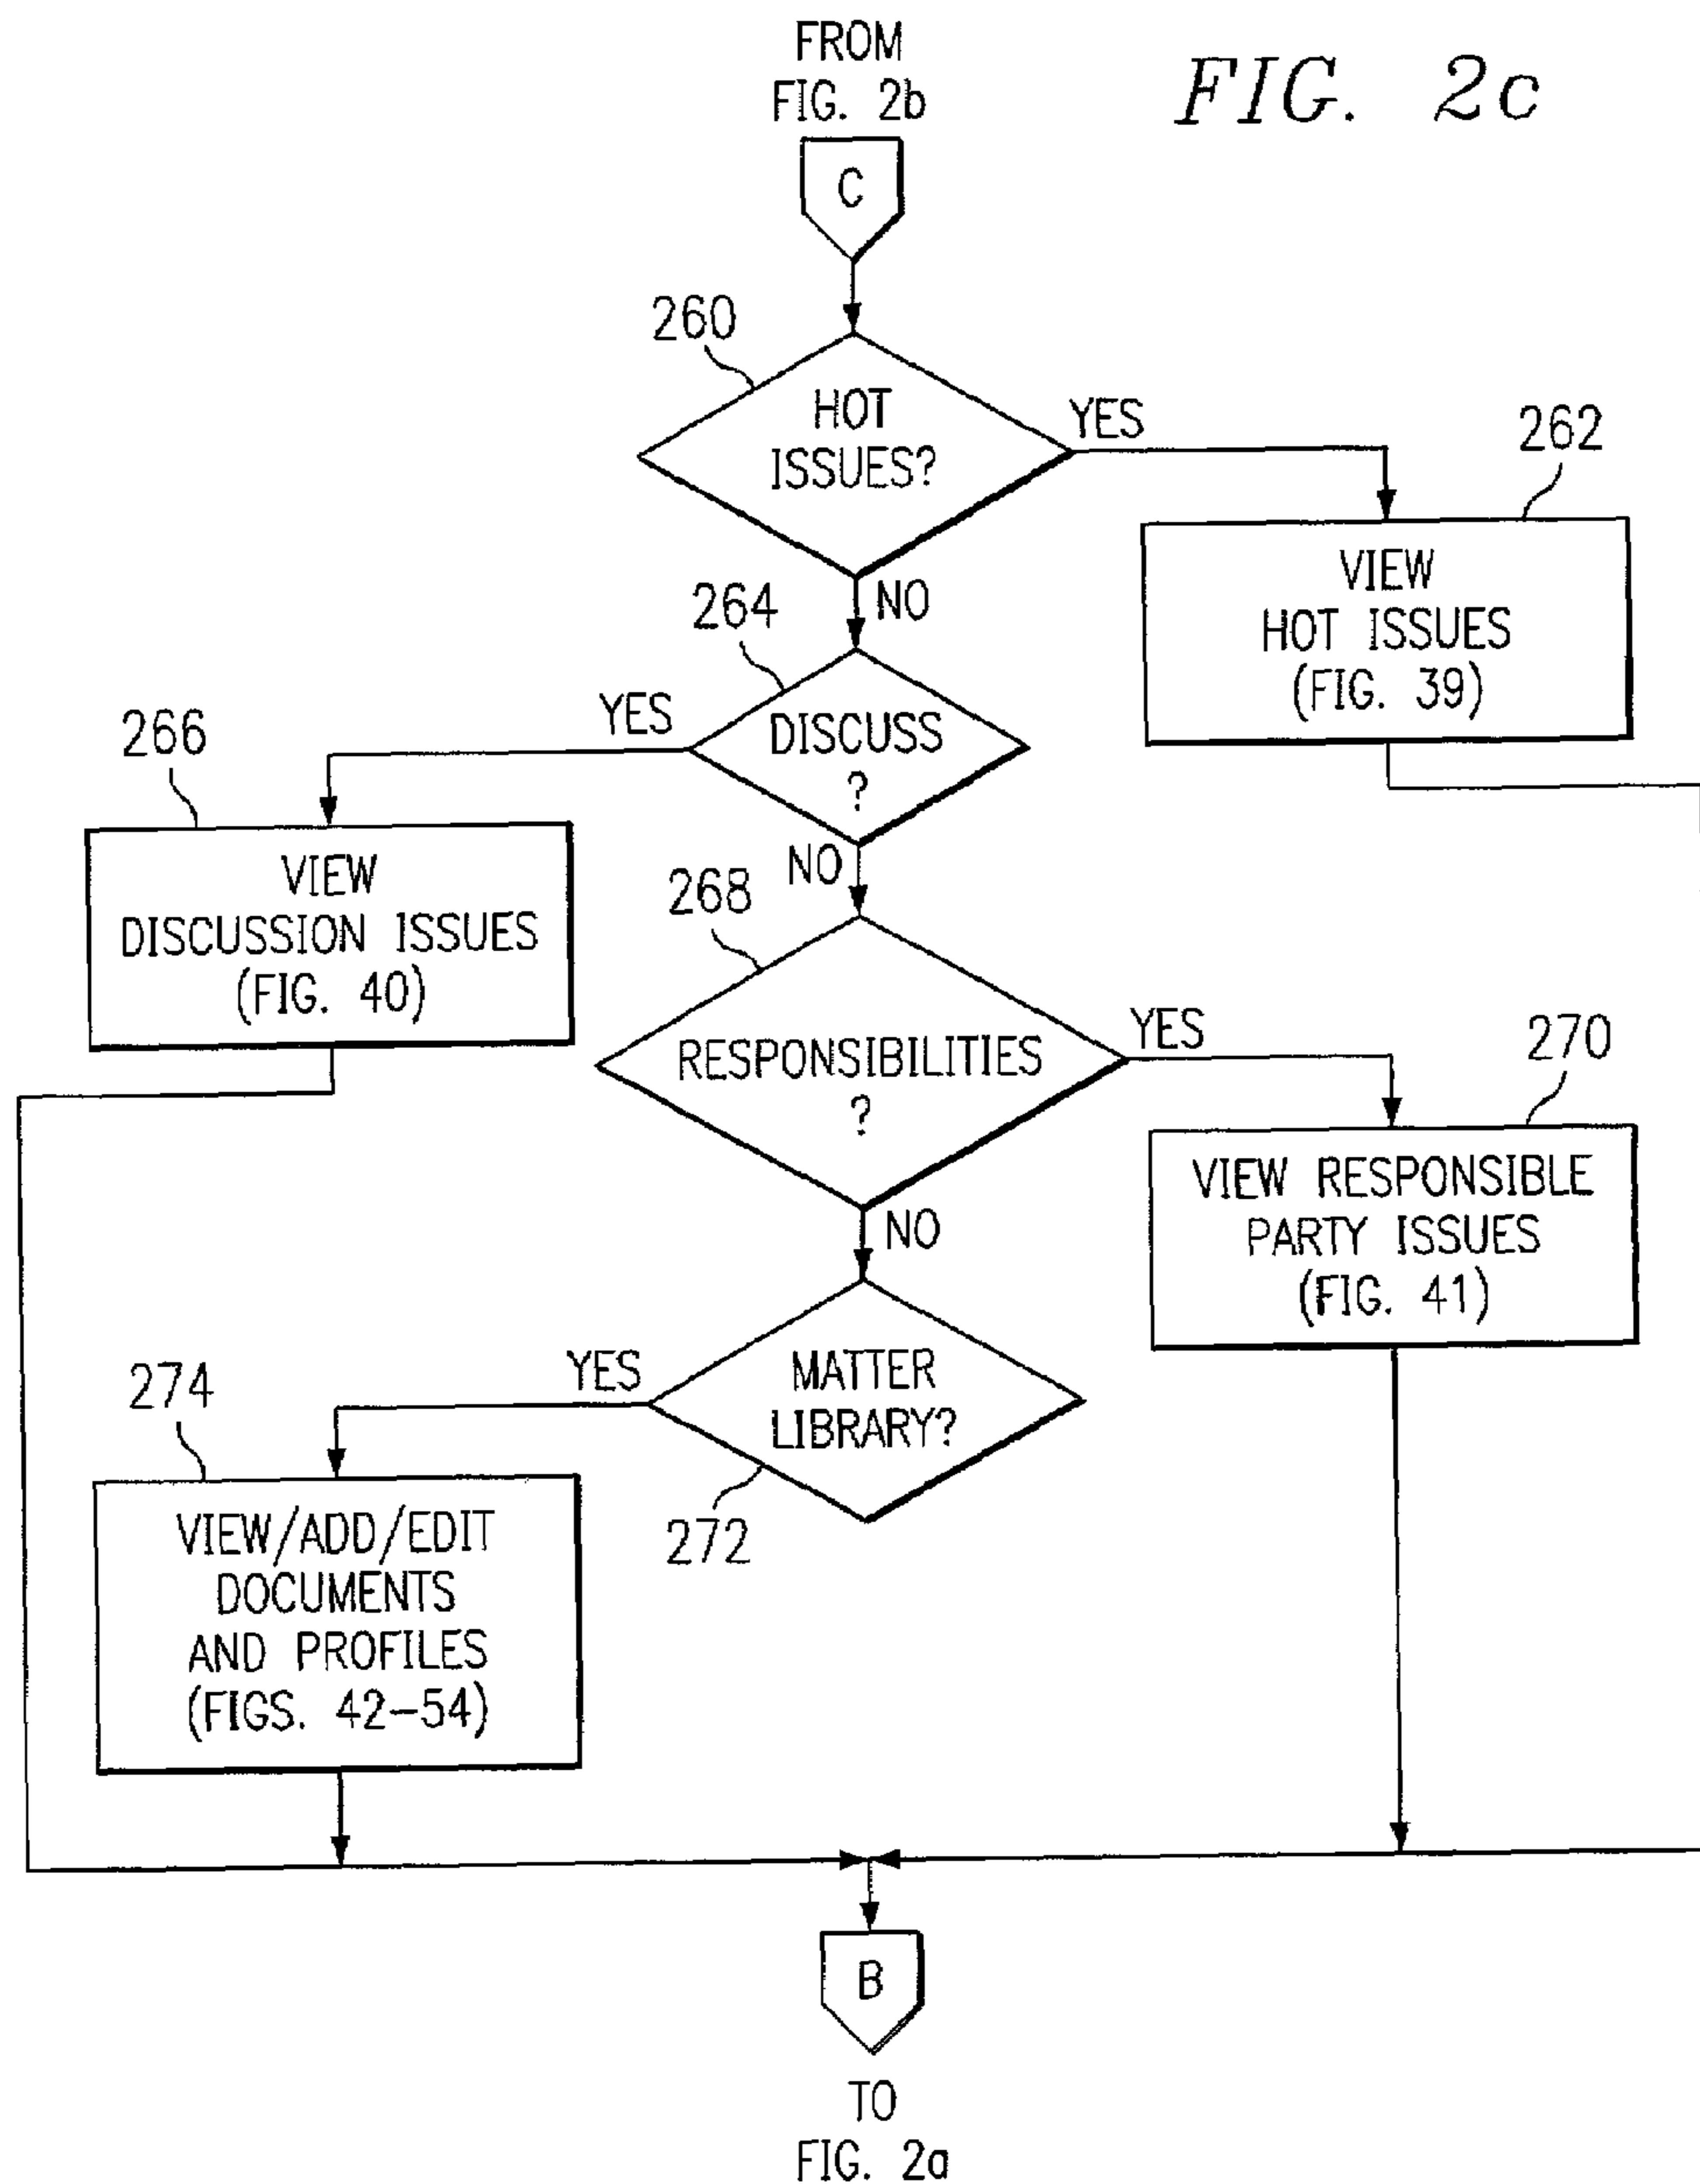 FROM
FIG. 2b
FIG. 2c
C
260
HOT
ISSUES?
YES
262
VIEW
HOT ISSUES
(FIG. 39)
NO
264
YES
DISCUSS
?
266
VIEW
DISCUSSION ISSUES
(FIG. 40)
NO
268
RESPONSIBILITIES
?
YES
270
VIEW RESPONSIBLE
PARTY ISSUES
(FIG. 41)
NO
MATTER
LIBRARY?
YES
272
274
VIEW/ADD/EDIT
DOCUMENTS
AND PROFILES
(FIGS. 42-54)
B
TO
FIG. 2a